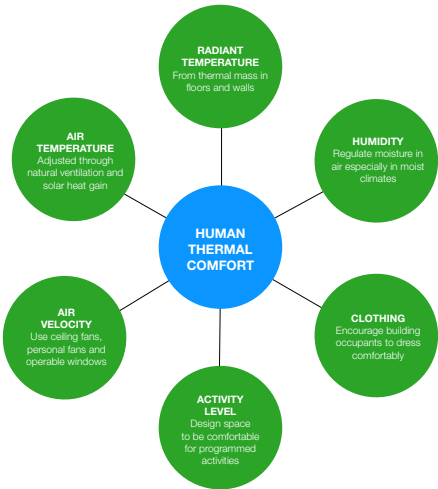 RADIANT
TEMPERATURE
From thermal mass in
floors and walls
AIR
TEMPERATURE
Adjusted through
natural ventilation and
solar heat gain
HUMIDITY
Regulate moisture in
air especially in moist
climates
HUMAN
THERMAL
COMFORT
AIR
VELOCITY
Use ceiling fans,
personal fans and
operable windows
CLOTHING
Encourage building
occupants to dress
comfortably
ACTIVITY
LEVEL
Design space
to be comfortable
for programmed
activities